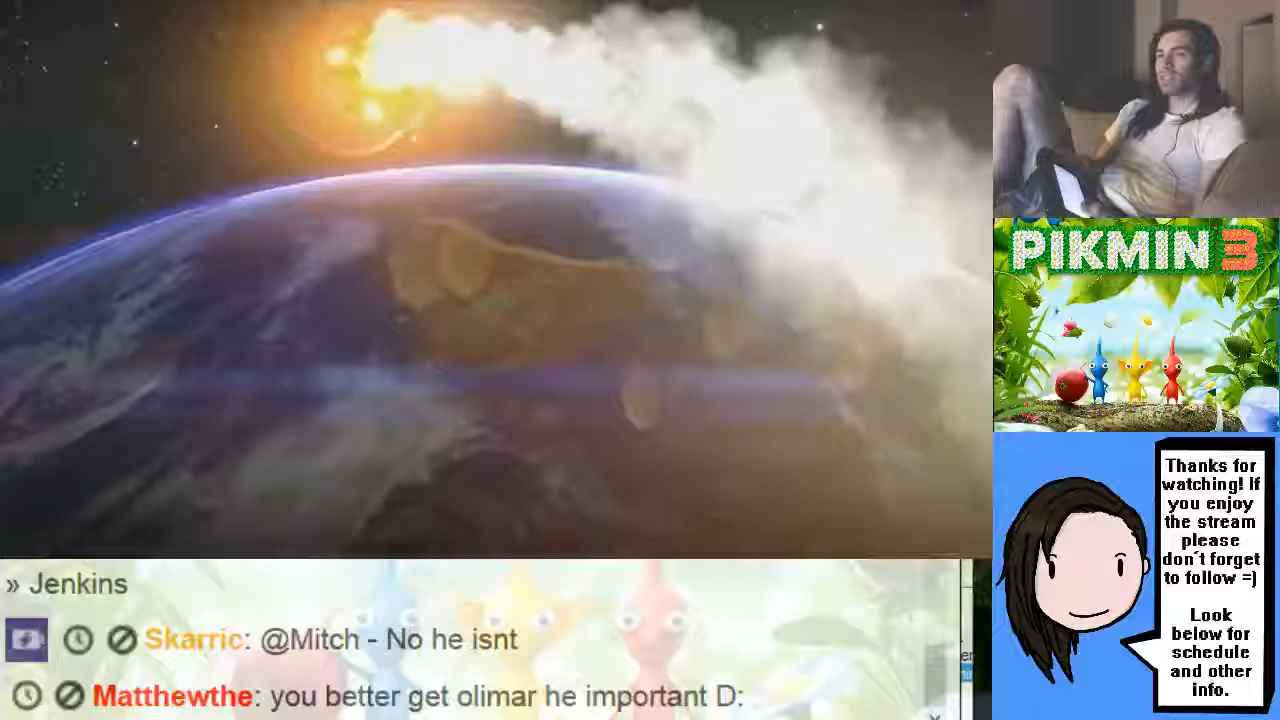 PIKMIN 3
Thanks for
watching! If
you enjoy
the stream
please
don´t forget
to follow =)
Look
below for
schedule
and other
info.
» Jenkins
Skarric: @Mitch - No he isnt
Matthewthe: you better get olimar he important D: